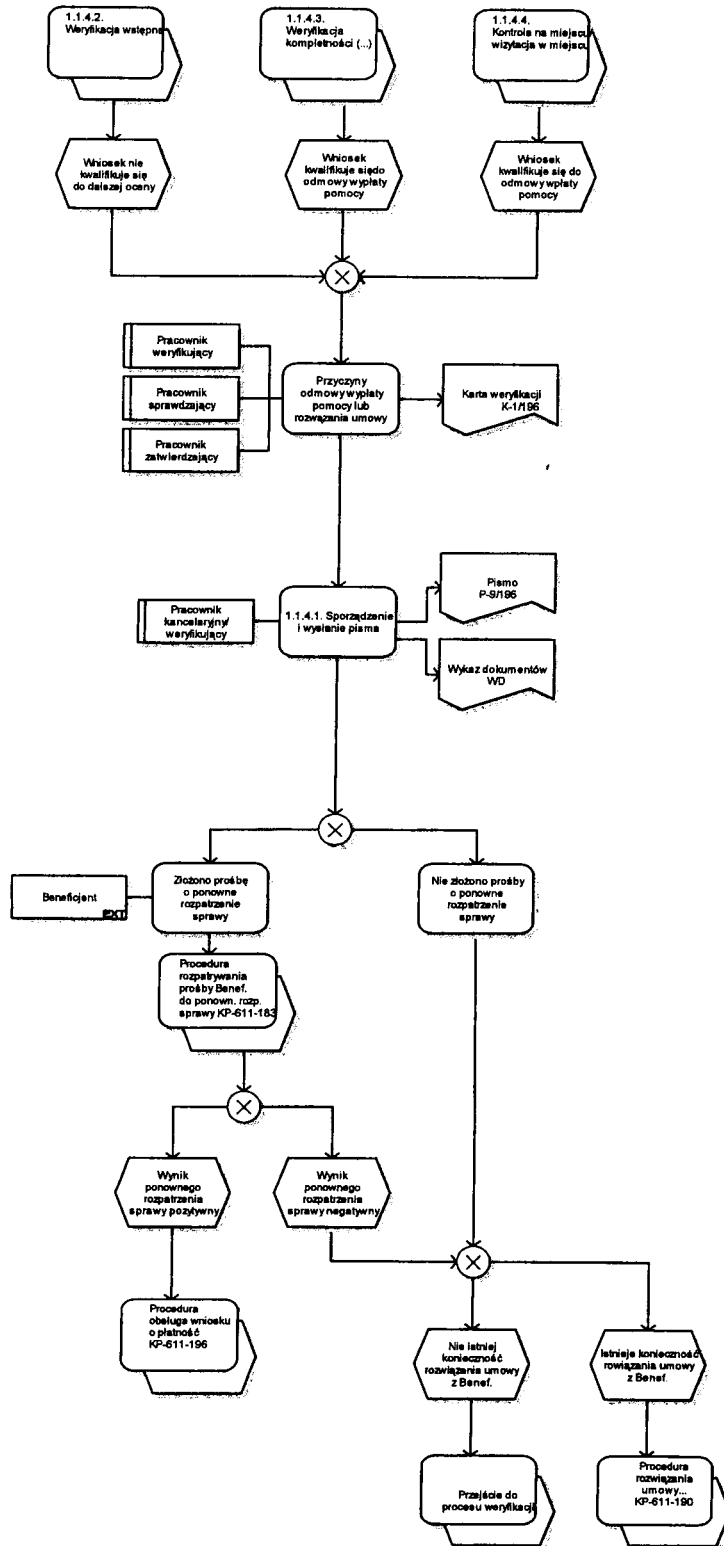 1.1.4.2.
Weryfikacja wstępna
1.1.4.3.
Weryfikacja
kompletności (...)
1.1.4.4.
Kontrola na miejscu/
wizytacja w miejscu
Wniosek nie
kwalifikuje się
do dalszej oceny
Wniosek
kwalifikuje siędo
odmowy wypłaty
pomocy
Wniosek
kwalifikuje się do
odmowy wpłaty
pomocy
Pracownik
weryfikujący
Pracownik
sprawdzający
Pracownik
zatwierdzający
Przyczyny
odmowy wypłaty
pomocy lub
rozwązania umowy
Karta weryfikacji
K-1/196
Pracownik
kancelaryjny/
weryfikujący
1.1.4.1. Sporządzenie
i wysłanie pisma
Pismo
P-9/196
Wykaz dokumentów
WD
Beneficjent
EXT
Złożono prośbę
o ponowne
rozpatrzenie
sprawy
Nie złożono prośby
o ponowne
rozpatrzenie
sprawy
Procedura
rozpatrywania
prośby Benef.
do ponown. rozp.
sprawy KP-611-183
Wynik
ponownego
rozpatrzenia
sprawy pozytywny
Wynik
ponownego
rozpatrzenia
sprawy negatywny
Procedura
obsługa wniosku
o płatność
KP-611-196
Nie istniej
konieczność
rozwiązania umowy
z Benef.
Istnieje konieczność
rowiązania umowy
z Benef.
Przejście do
procesu weryfikacji
Procedura
rozwiązania
umowy...
KP-611-190